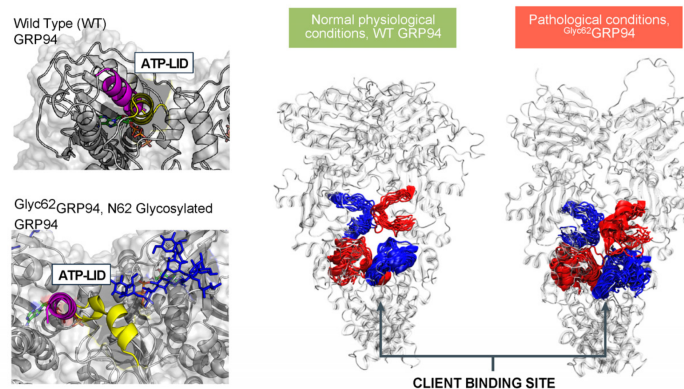 Wild Type (WT)
GRP94
ATP-LID
Glyc62GRP94, N62 Glycosylated
GRP94
ATP-LID
Normal physiological
conditions, WT GRP94
Pathological conditions,
Glyc62GRP94
CLIENT BINDING SITE